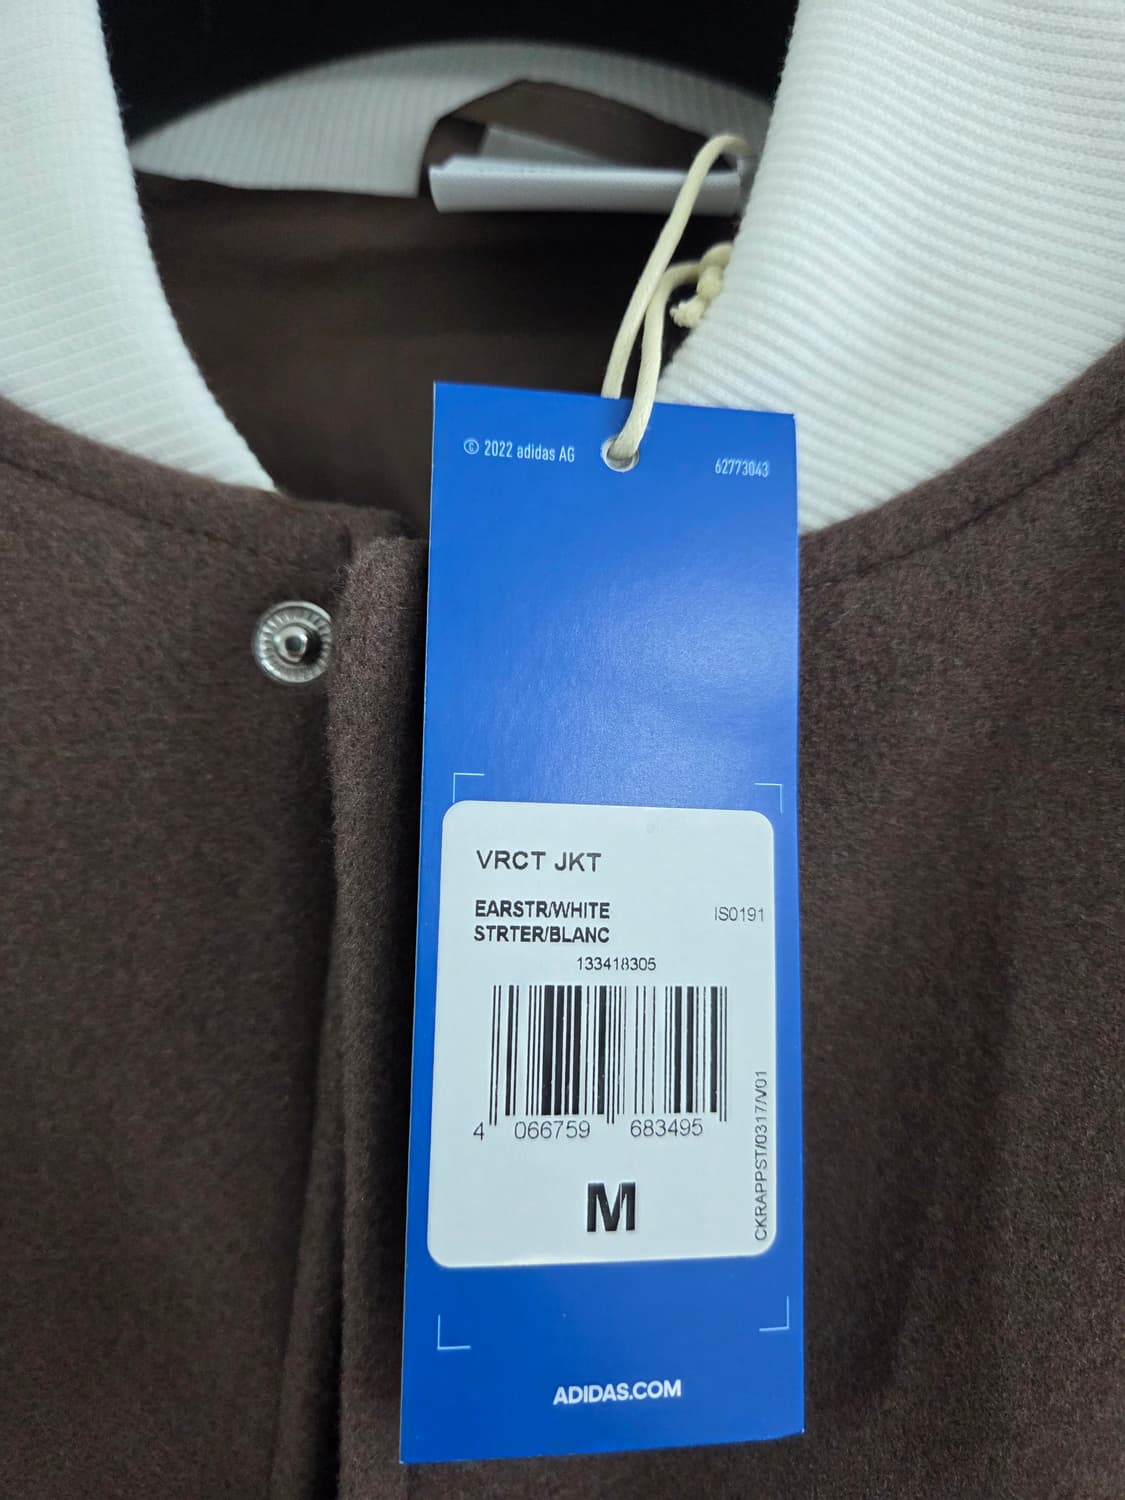 © 2022 adidas AG
62773043
VRCT JKT
EARSTR/WHITE
IS0191
STRTER/BLANC
133418305
4 066759 683495
CKRAPPST/0317/V01
M
ADIDAS.COM